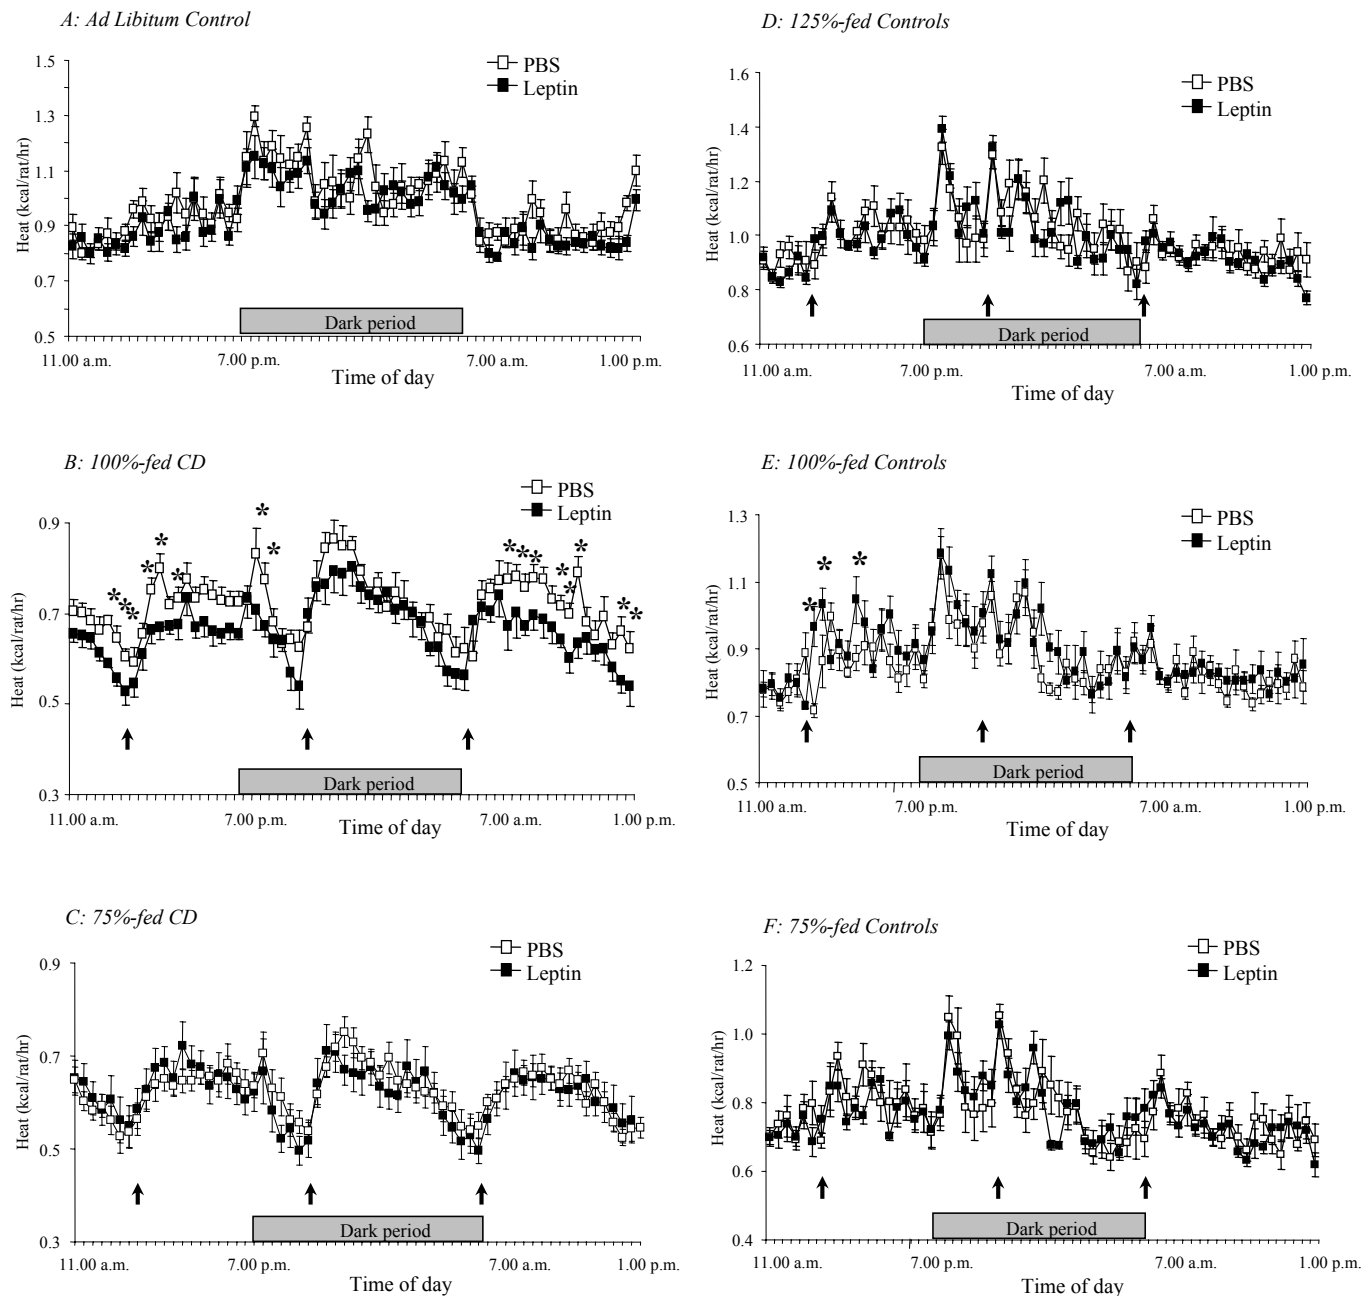 A: Ad Libitum Control
PBS
Leptin
Heat (kcal/rat/hr)
1.5
1.3
1.1
0.9
0.7
0.5
Dark period
11.00 a.m.
7.00 p.m.
7.00 a.m.
1.00 p.m.
Time of day
B: 100%-fed CD
PBS
Leptin
Heat (kcal/rat/hr)
0.9
0.7
0.5
0.3
* * * * * * * * * * * * * * * *
Dark period
11.00 a.m.
7.00 p.m.
7.00 a.m.
1.00 p.m.
Time of day
C: 75%-fed CD
PBS
Leptin
Heat (kcal/rat/hr)
0.9
0.7
0.5
0.3
Dark period
11.00 a.m.
7.00 p.m.
7.00 a.m.
1.00 p.m.
Time of day
D: 125%-fed Controls
PBS
Leptin
Heat (kcal/rat/hr)
1.6
1.4
1.2
1.0
0.8
0.6
Dark period
11.00 a.m.
7.00 p.m.
7.00 a.m.
1.00 p.m.
Time of day
E: 100%-fed Controls
PBS
Leptin
Heat (kcal/rat/hr)
1.3
1.1
0.9
0.7
0.5
* * *
Dark period
11.00 a.m.
7.00 p.m.
7.00 a.m.
1.00 p.m.
Time of day
F: 75%-fed Controls
PBS
Leptin
Heat (kcal/rat/hr)
1.2
1.0
0.8
0.6
0.4
Dark period
11.00 a.m.
7.00 p.m.
7.00 a.m.
1.00 p.m.
Time of day